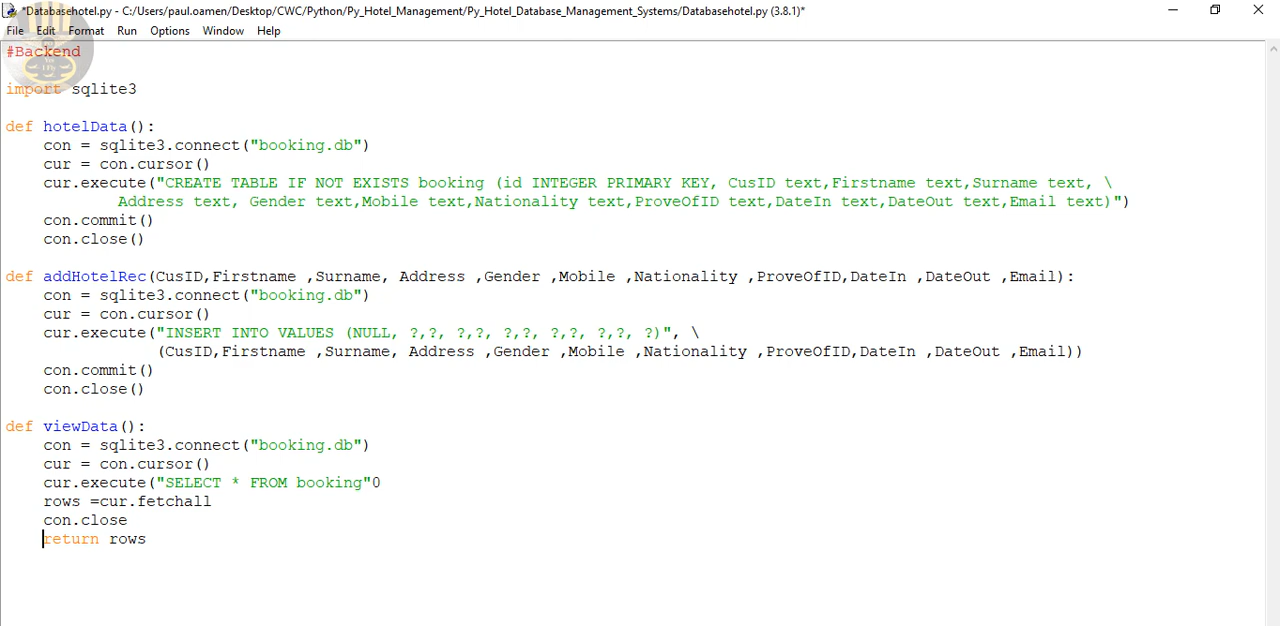 *Databasehotel.py - C:/Users/paul.oamen/Desktop/CWC/Python/Py_Hotel_Management/Py_Hotel_Database_Management_Systems/Databasehotel.py (3.8.1)*
File Edit Format Run Options Window Help
#Backend
import sqlite3
def hotelData():
con = sqlite3.connect("booking.db")
cur = con.cursor()
cur.execute("CREATE TABLE IF NOT EXISTS booking (id INTEGER PRIMARY KEY, CusID text,Firstname text,Surname text, \
Address text, Gender text,Mobile text,Nationality text,ProveOfID text,DateIn text,DateOut text,Email text)")
con.commit()
con.close()
def addHotelRec(CusID,Firstname ,Surname, Address ,Gender ,Mobile ,Nationality ,ProveOfID,DateIn ,DateOut ,Email):
con = sqlite3.connect("booking.db")
cur = con.cursor()
cur.execute("INSERT INTO VALUES (NULL, ?,?, ?,?, ?,?, ?,?, ?,?, ?)", \
(CusID,Firstname ,Surname, Address ,Gender ,Mobile ,Nationality ,ProveOfID,DateIn ,DateOut ,Email))
con.commit()
con.close()
def viewData():
con = sqlite3.connect("booking.db")
cur = con.cursor()
cur.execute("SELECT * FROM booking"0
rows =cur.fetchall
con.close
return rows